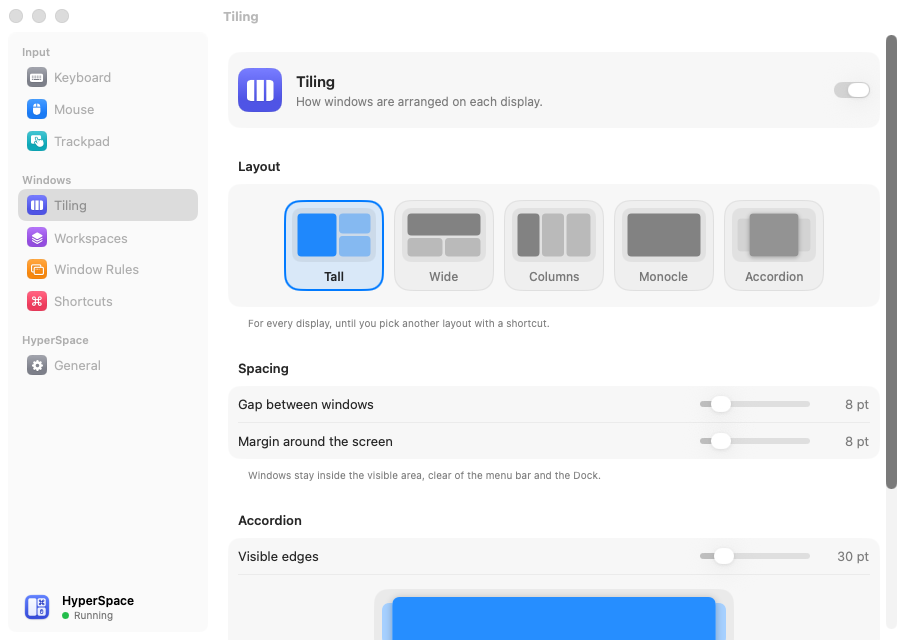 Tiling
Input
Keyboard
Mouse
Trackpad
Windows
Tiling
Workspaces
Window Rules
Shortcuts
HyperSpace
General
HyperSpace
Running
Tiling
How windows are arranged on each display.
Layout
Tall
Wide
Columns
Monocle
Accordion
For every display, until you pick another layout with a shortcut.
Spacing
Gap between windows 8 pt
Margin around the screen 8 pt
Windows stay inside the visible area, clear of the menu bar and the Dock.
Accordion
Visible edges 30 pt